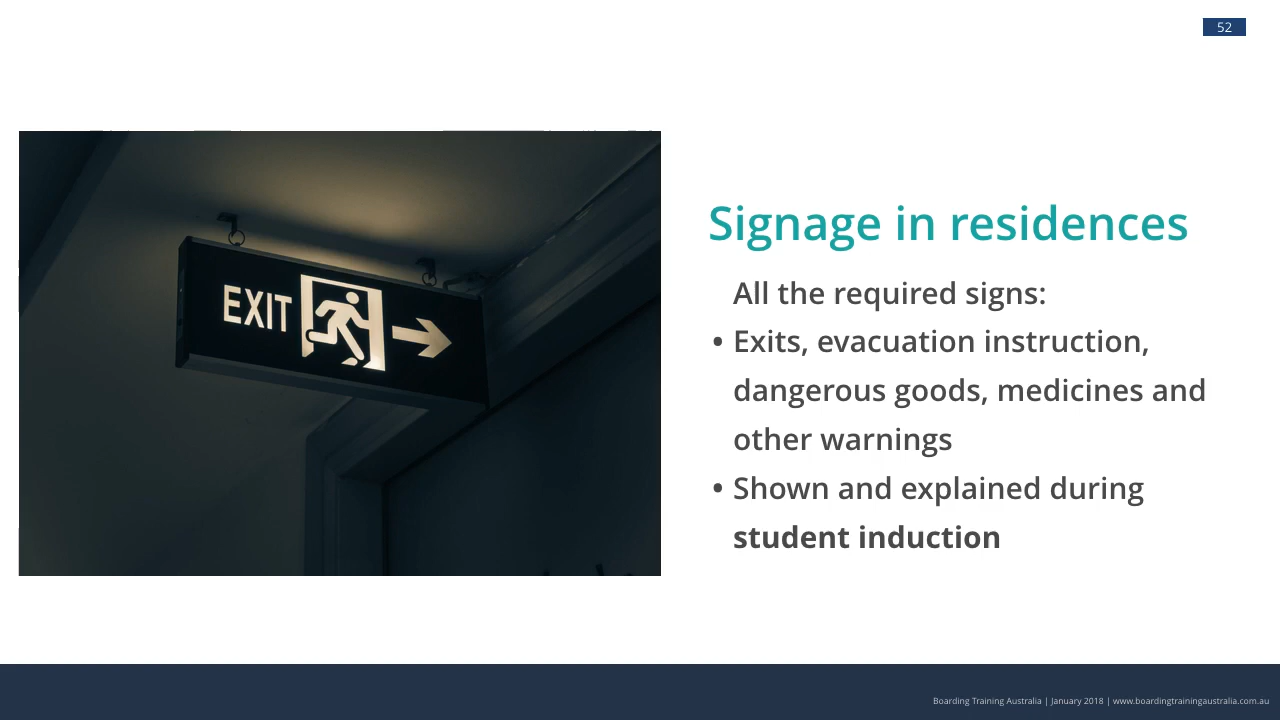 52
EXIT
Signage in residences
All the required signs:
• Exits, evacuation instruction,
dangerous goods, medicines and
other warnings
• Shown and explained during
student induction
Boarding Training Australia | January 2018 | www.boardingtrainingaustralia.com.au